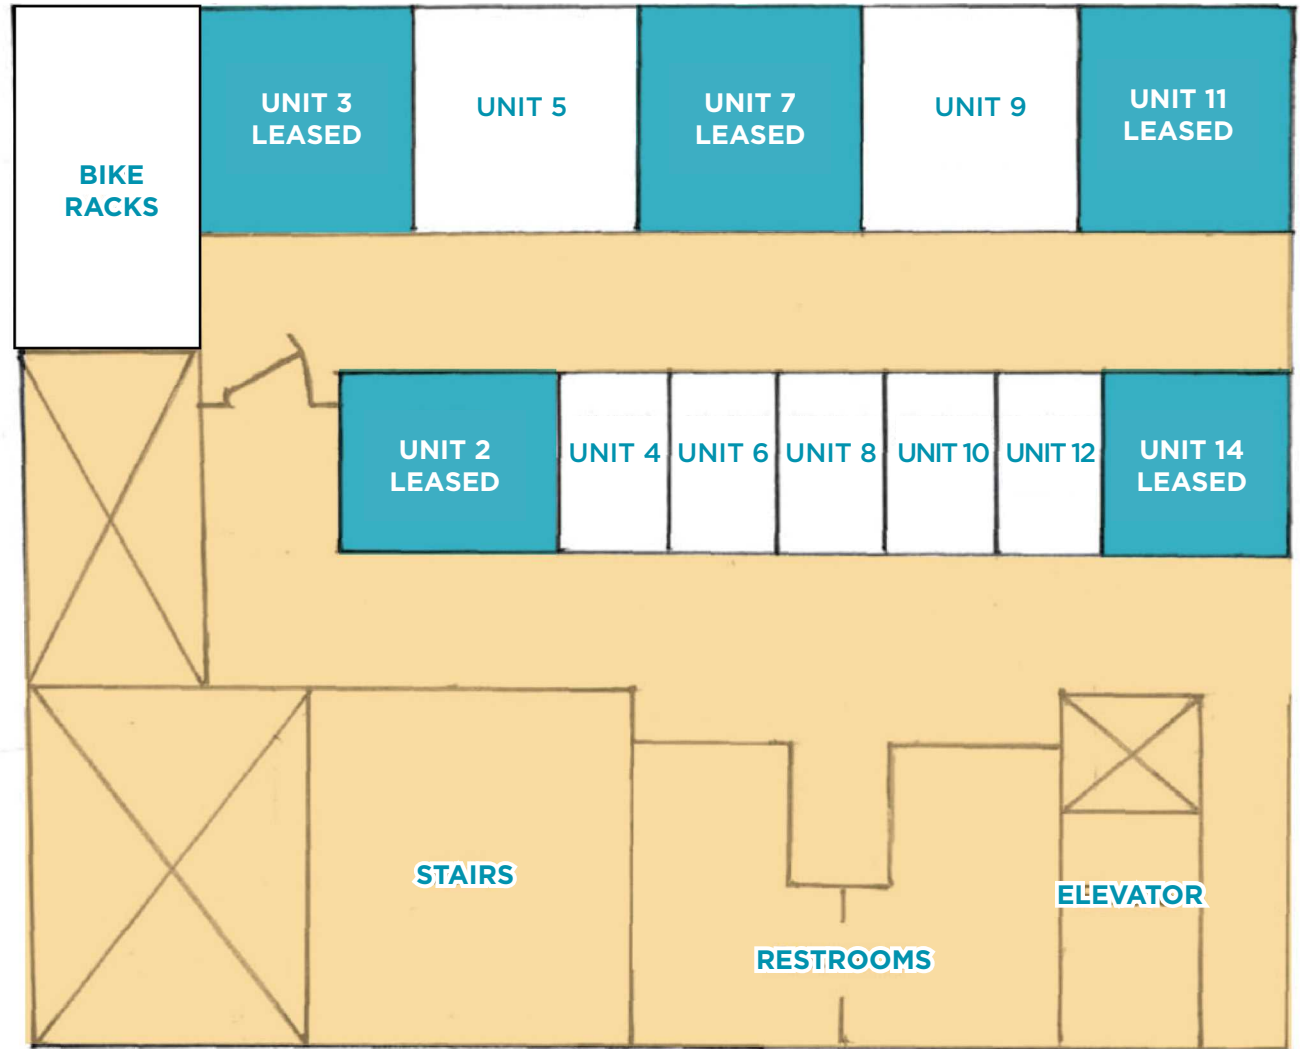 UNIT 3
LEASED
UNIT 5
UNIT 7
LEASED
UNIT 9
UNIT 11
LEASED
BIKE
RACKS
UNIT 2
LEASED
UNIT 4
UNIT 6
UNIT 8
UNIT 10
UNIT 12
UNIT 14
LEASED
STAIRS
ELEVATOR
RESTROOMS